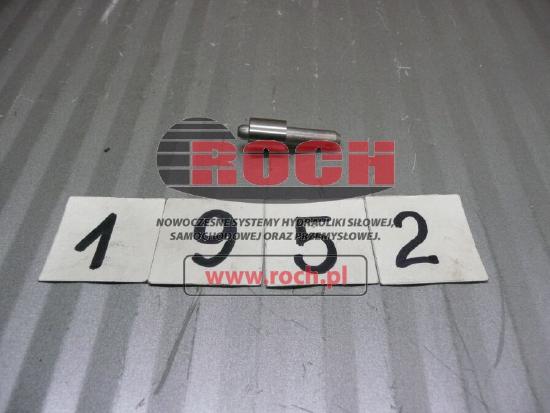 ROCH
1 9 5 2
NOWOCZESNE SYSTEMY HYDRAULIKI SIŁOWEJ,
SAMOCHODOWEJ ORAZ PRZEMYSŁOWEJ.
www.roch.pl